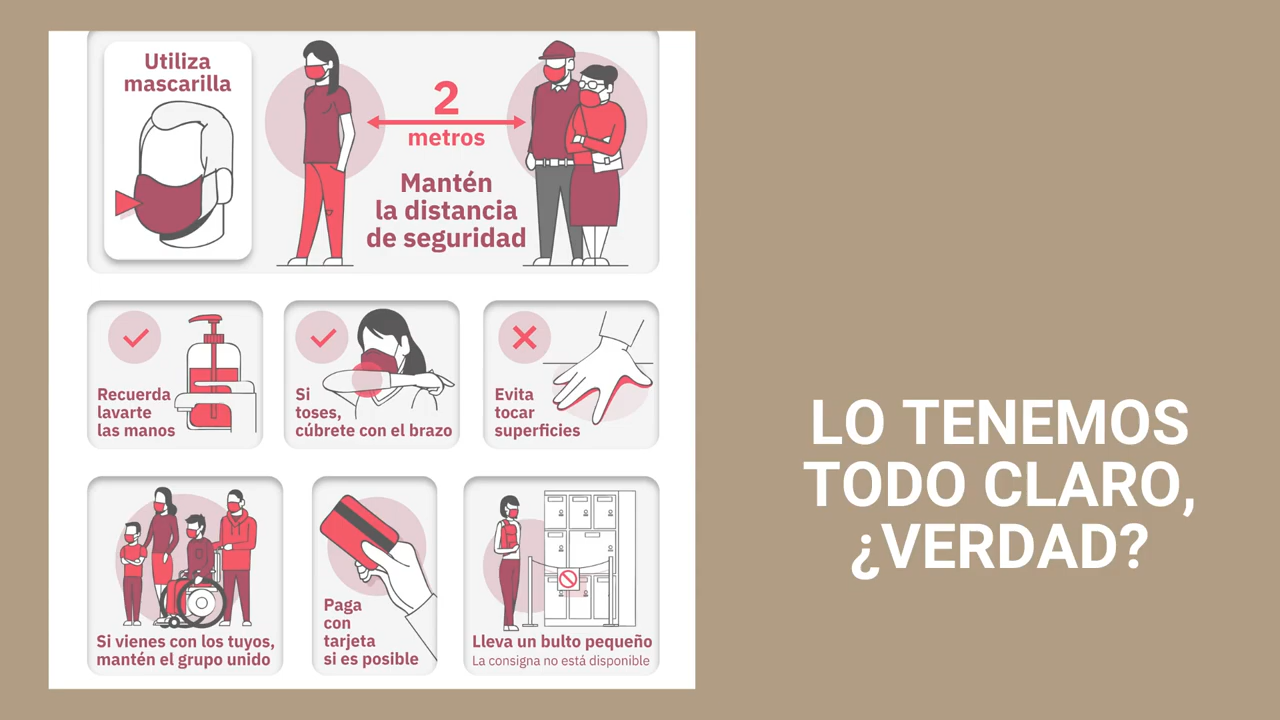 Utiliza
mascarilla
2
metros
Mantén
la distancia
de seguridad
Recuerda
lavarte
las manos
Si
toses,
cúbrete con el brazo
Evita
tocar
superficies
Si vienes con los tuyos,
mantén el grupo unido
Paga
con
tarjeta
si es posible
Lleva un bulto pequeño
La consigna no está disponible
LO TENEMOS
TODO CLARO,
¿VERDAD?